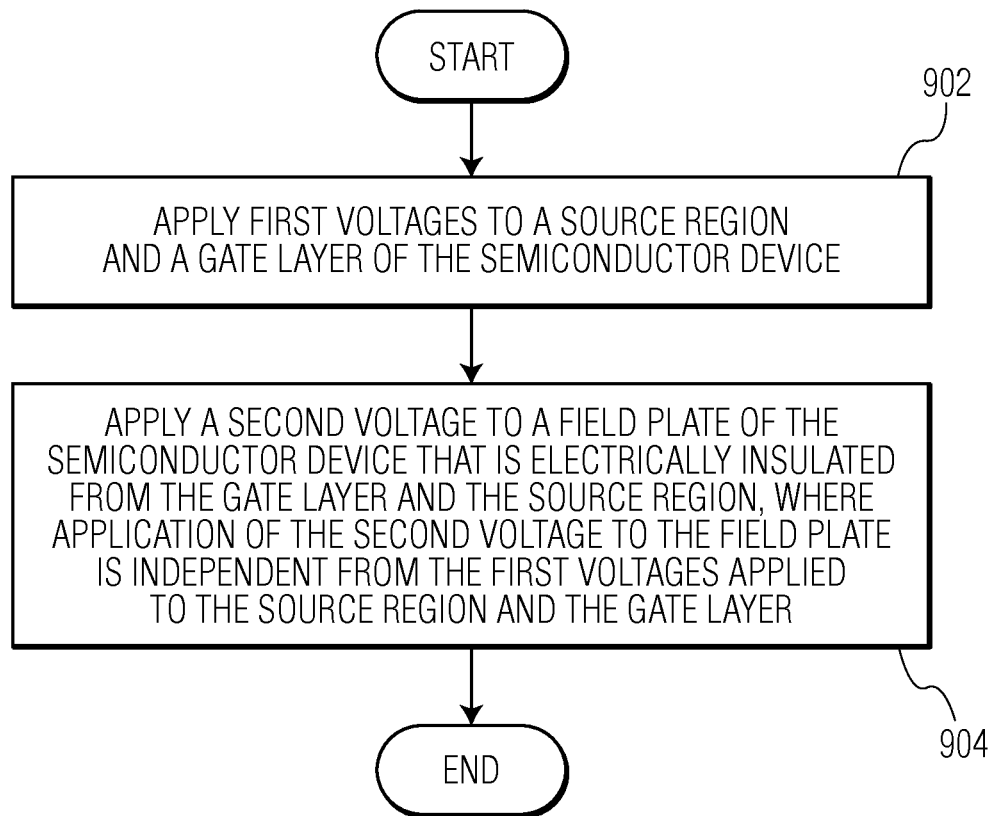 START
902
APPLY FIRST VOLTAGES TO A SOURCE REGION
AND A GATE LAYER OF THE SEMICONDUCTOR DEVICE
APPLY A SECOND VOLTAGE TO A FIELD PLATE OF THE
SEMICONDUCTOR DEVICE THAT IS ELECTRICALLY INSULATED
FROM THE GATE LAYER AND THE SOURCE REGION, WHERE
APPLICATION OF THE SECOND VOLTAGE TO THE FIELD PLATE
IS INDEPENDENT FROM THE FIRST VOLTAGES APPLIED
TO THE SOURCE REGION AND THE GATE LAYER
904
END